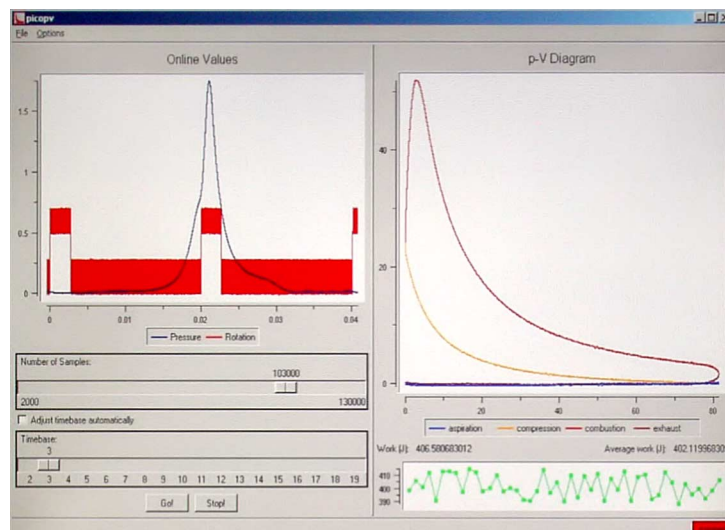 picopv
File Options
Online Values
1.5
1
0.5
0
0 0.01 0.02 0.03 0.04
Pressure Rotation
Number of Samples:
103000
2000 130000
Adjust timebase automatically
Timebase:
3
2 3 4 5 6 7 8 9 10 11 12 13 14 15 16 17 18 19
Go! Stop!
p-V Diagram
40
20
0
0 20 40 60 80
aspiration compression combustion exhaust
Work [J]: 406.580683012 Average work [J]: 402.11996830
410
400
390